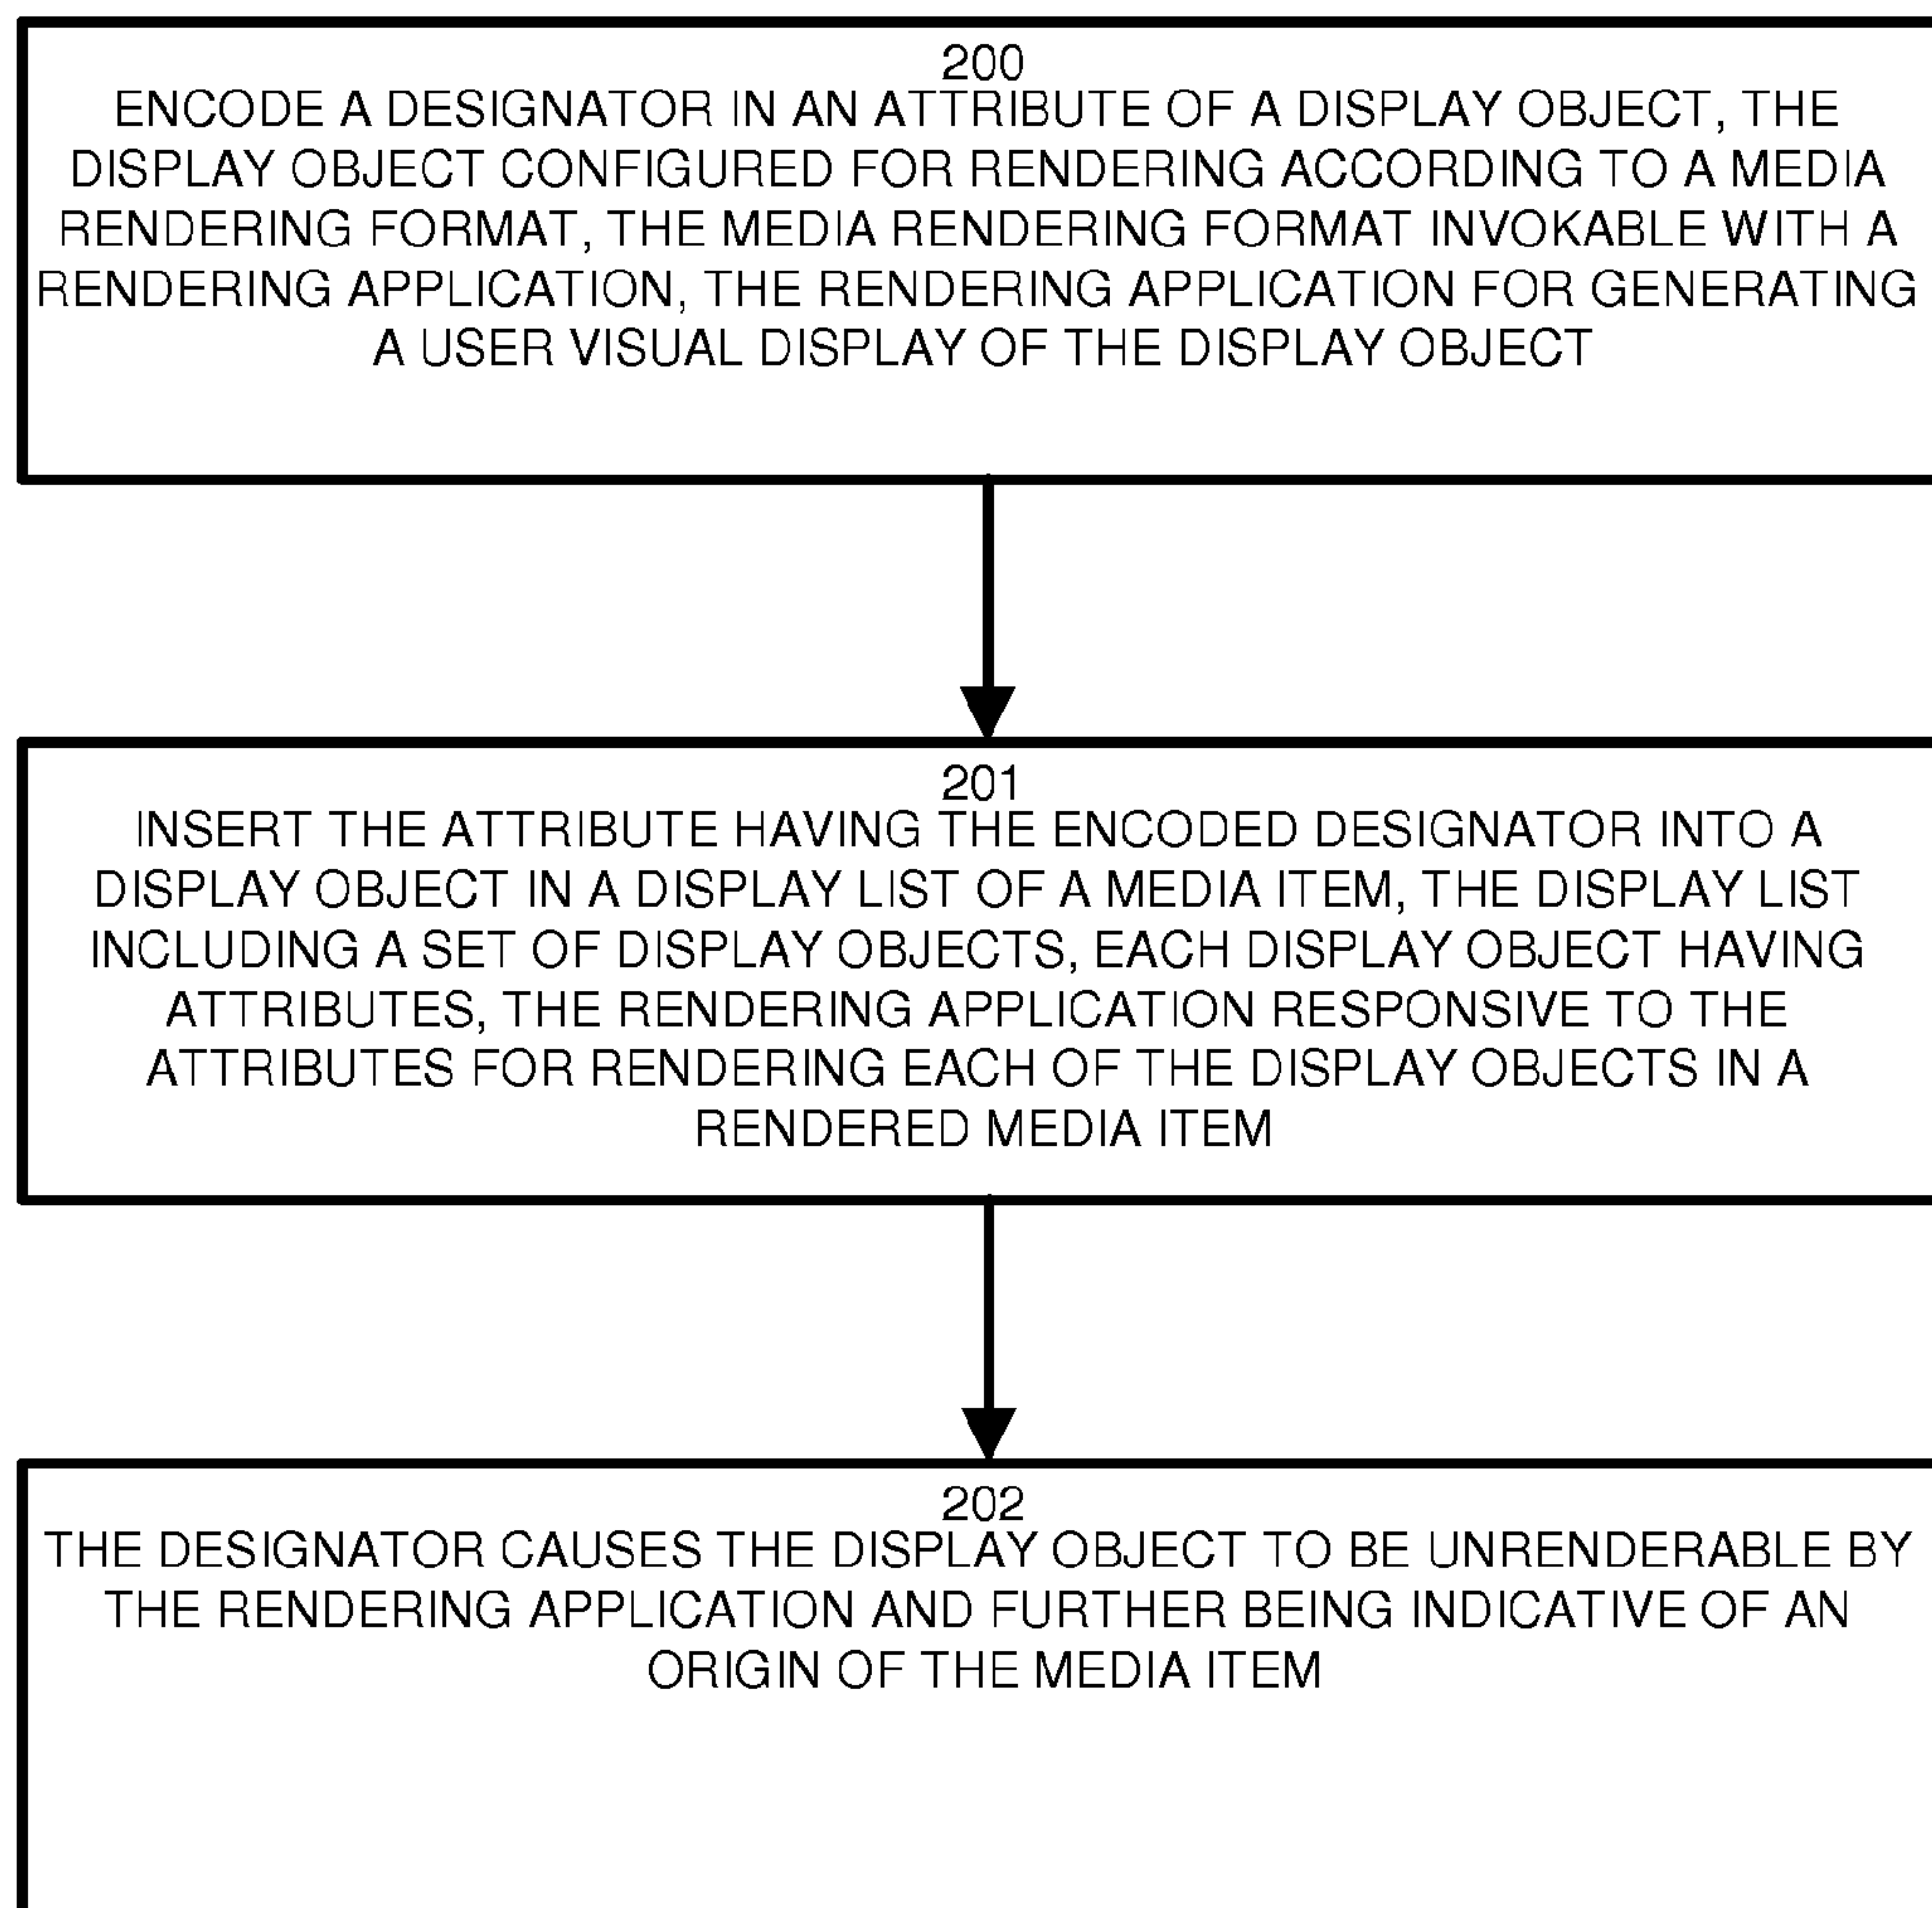 200
ENCODE A DESIGNATOR IN AN ATTRIBUTE OF A DISPLAY OBJECT, THE
DISPLAY OBJECT CONFIGURED FOR RENDERING ACCORDING TO A MEDIA
RENDERING FORMAT, THE MEDIA RENDERING FORMAT INVOKABLE WITH A
RENDERING APPLICATION, THE RENDERING APPLICATION FOR GENERATING
A USER VISUAL DISPLAY OF THE DISPLAY OBJECT
201
INSERT THE ATTRIBUTE HAVING THE ENCODED DESIGNATOR INTO A
DISPLAY OBJECT IN A DISPLAY LIST OF A MEDIA ITEM, THE DISPLAY LIST
INCLUDING A SET OF DISPLAY OBJECTS, EACH DISPLAY OBJECT HAVING
ATTRIBUTES, THE RENDERING APPLICATION RESPONSIVE TO THE
ATTRIBUTES FOR RENDERING EACH OF THE DISPLAY OBJECTS IN A
RENDERED MEDIA ITEM
202
THE DESIGNATOR CAUSES THE DISPLAY OBJECT TO BE UNRENDERABLE BY
THE RENDERING APPLICATION AND FURTHER BEING INDICATIVE OF AN
ORIGIN OF THE MEDIA ITEM